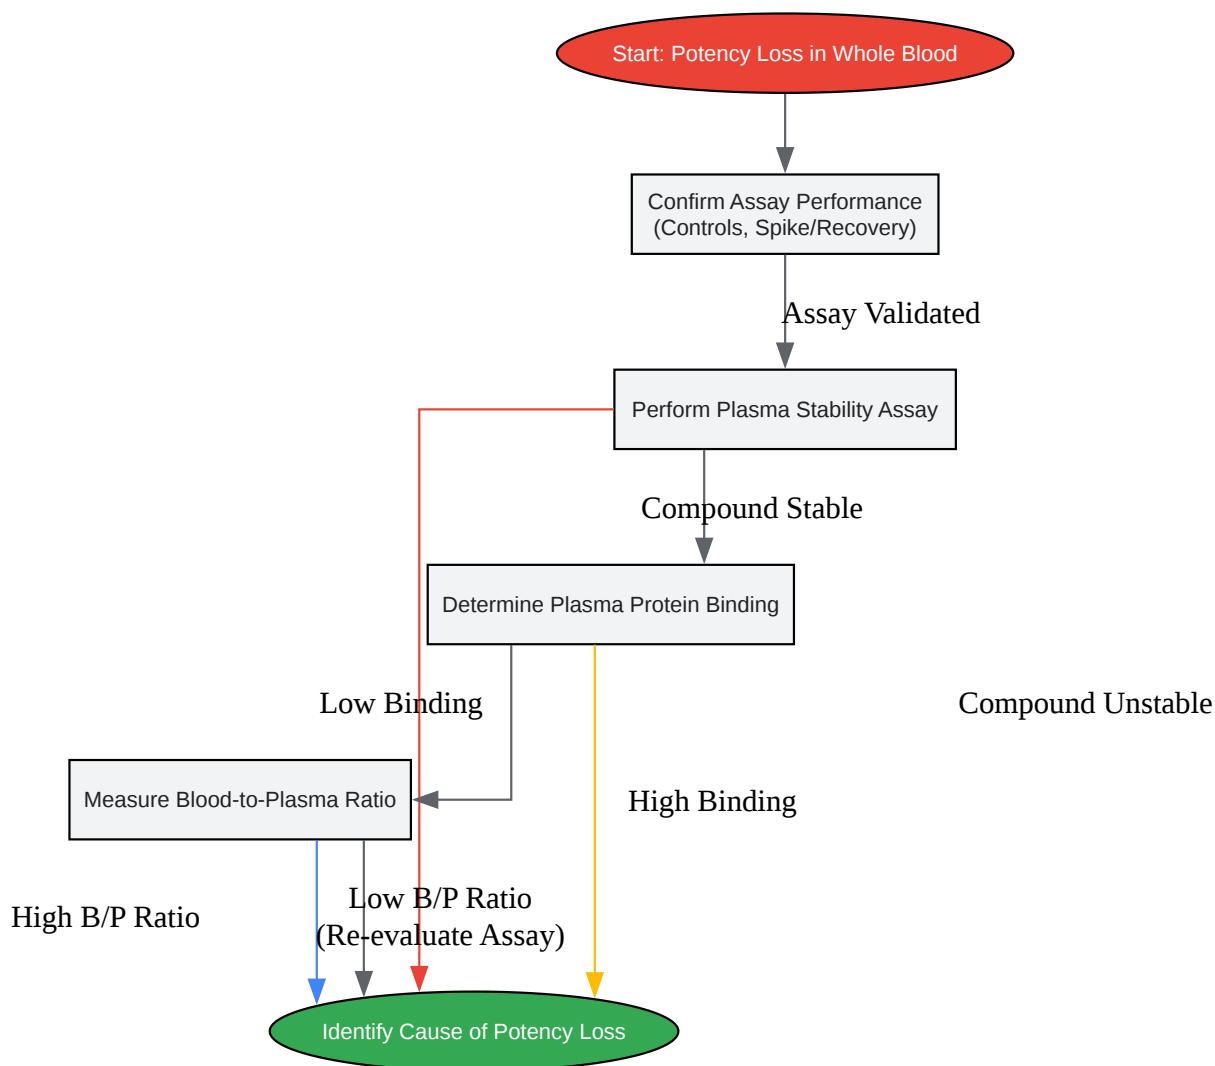 Start: Potency Loss in Whole Blood
Confirm Assay Performance
(Controls, Spike/Recovery)
Assay Validated
Perform Plasma Stability Assay
Compound Stable
Determine Plasma Protein Binding
Low Binding
Compound Unstable
Measure Blood-to-Plasma Ratio
High Binding
High B/P Ratio
Low B/P Ratio
(Re-evaluate Assay)
Identify Cause of Potency Loss